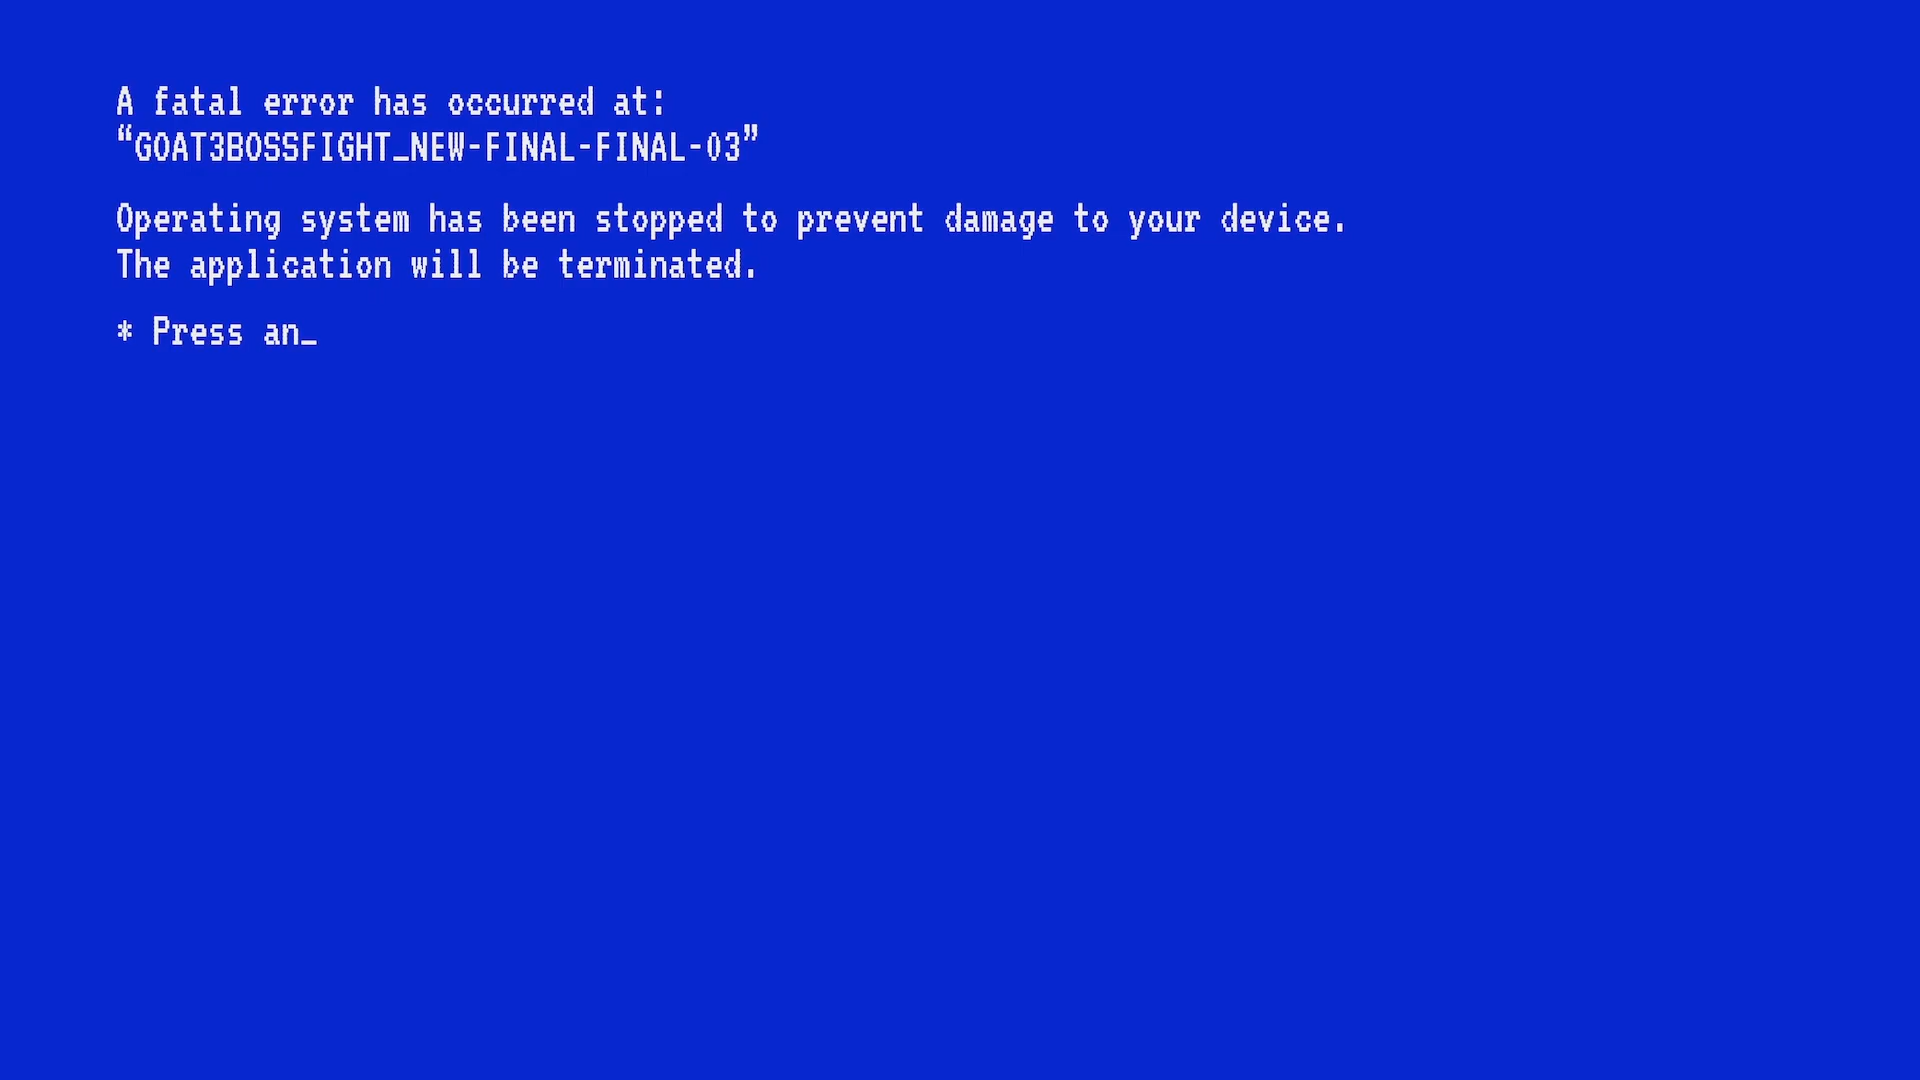 A fatal error has occurred at:
“GOAT3BOSSFIGHT_NEW-FINAL-FINAL-03”
Operating system has been stopped to prevent damage to your device.
The application will be terminated.
* Press an_